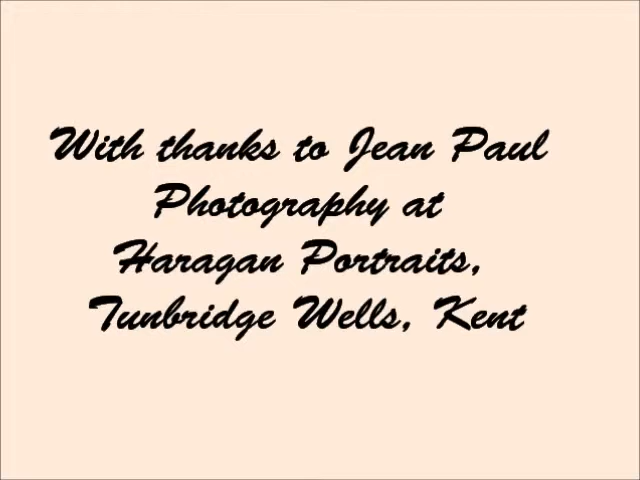 With thanks to Jean Paul
Photography at
Haragan Portraits,
Tunbridge Wells, Kent